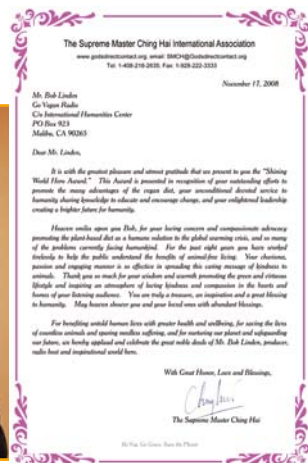 The Supreme Master Ching Hai International Association
www.godsdirectcontact.org, email: SMCH@Godsdirectcontact.org
Tel: 1-408-218-2635, Fax: 1-929-222-3333
November 17, 2008
Mr. Bob Linden
Go Vegan Radio
C/o International Humanities Center
PO Box 923
Malibu, CA 90265
Dear Mr. Linden,
It is with the greatest pleasure and utmost gratitude that we present to you the “Shining
World Hero Award.” This Award is presented in recognition of your outstanding efforts to
promote the many advantages of the vegan diet, your unconditional devoted service to
humanity sharing knowledge to educate and encourage change, and your enlightened leadership
creating a brighter future for humanity.
Heaven smiles upon you Bob, for your loving concern and compassionate advocacy
promoting the plant-based diet as a humane solution to the global warming crisis, and so many
of the problems currently facing humankind. For the past eight years you have worked
tirelessly to help the public understand the benefits of animal-free living. Your charisma,
passion and engaging manner is so effective in spreading this caring message of kindness to
animals. Thank you so much for your wisdom and warmth promoting the green and virtuous
lifestyle and inspiring an atmosphere of loving kindness and compassion in the hearts and
homes of your listening audience. You are truly a treasure, an inspiration and a great blessing
to humanity. May heaven shower you and your loved ones with abundant blessings.
For benefiting untold human lives with greater health and wellbeing, for saving the lives
of countless animals and sparing needless suffering, and for nurturing our planet and safeguarding
our future, we hereby applaud and celebrate the great noble deeds of Mr. Bob Linden, producer,
radio host and inspirational world hero.
With Great Honor, Love and Blessings,
The Supreme Master Ching Hai
Be Veg, Go Green, Save the Planet